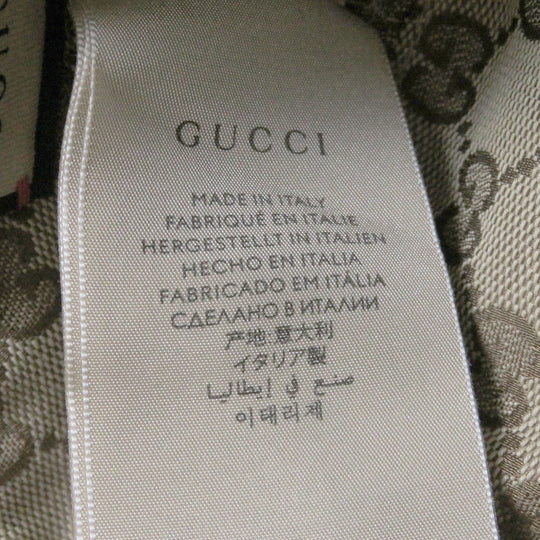 GUCCI
MADE IN ITALY
FABRIQUÉ EN ITALIE
HERGESTELLT IN ITALIEN
HECHO EN ITALIA
FABRICADO EM ITÁLIA
СДЕЛАНО В ИТАЛИИ
产地:意大利
イタリア製
صنع في إيطاليا
이태리제